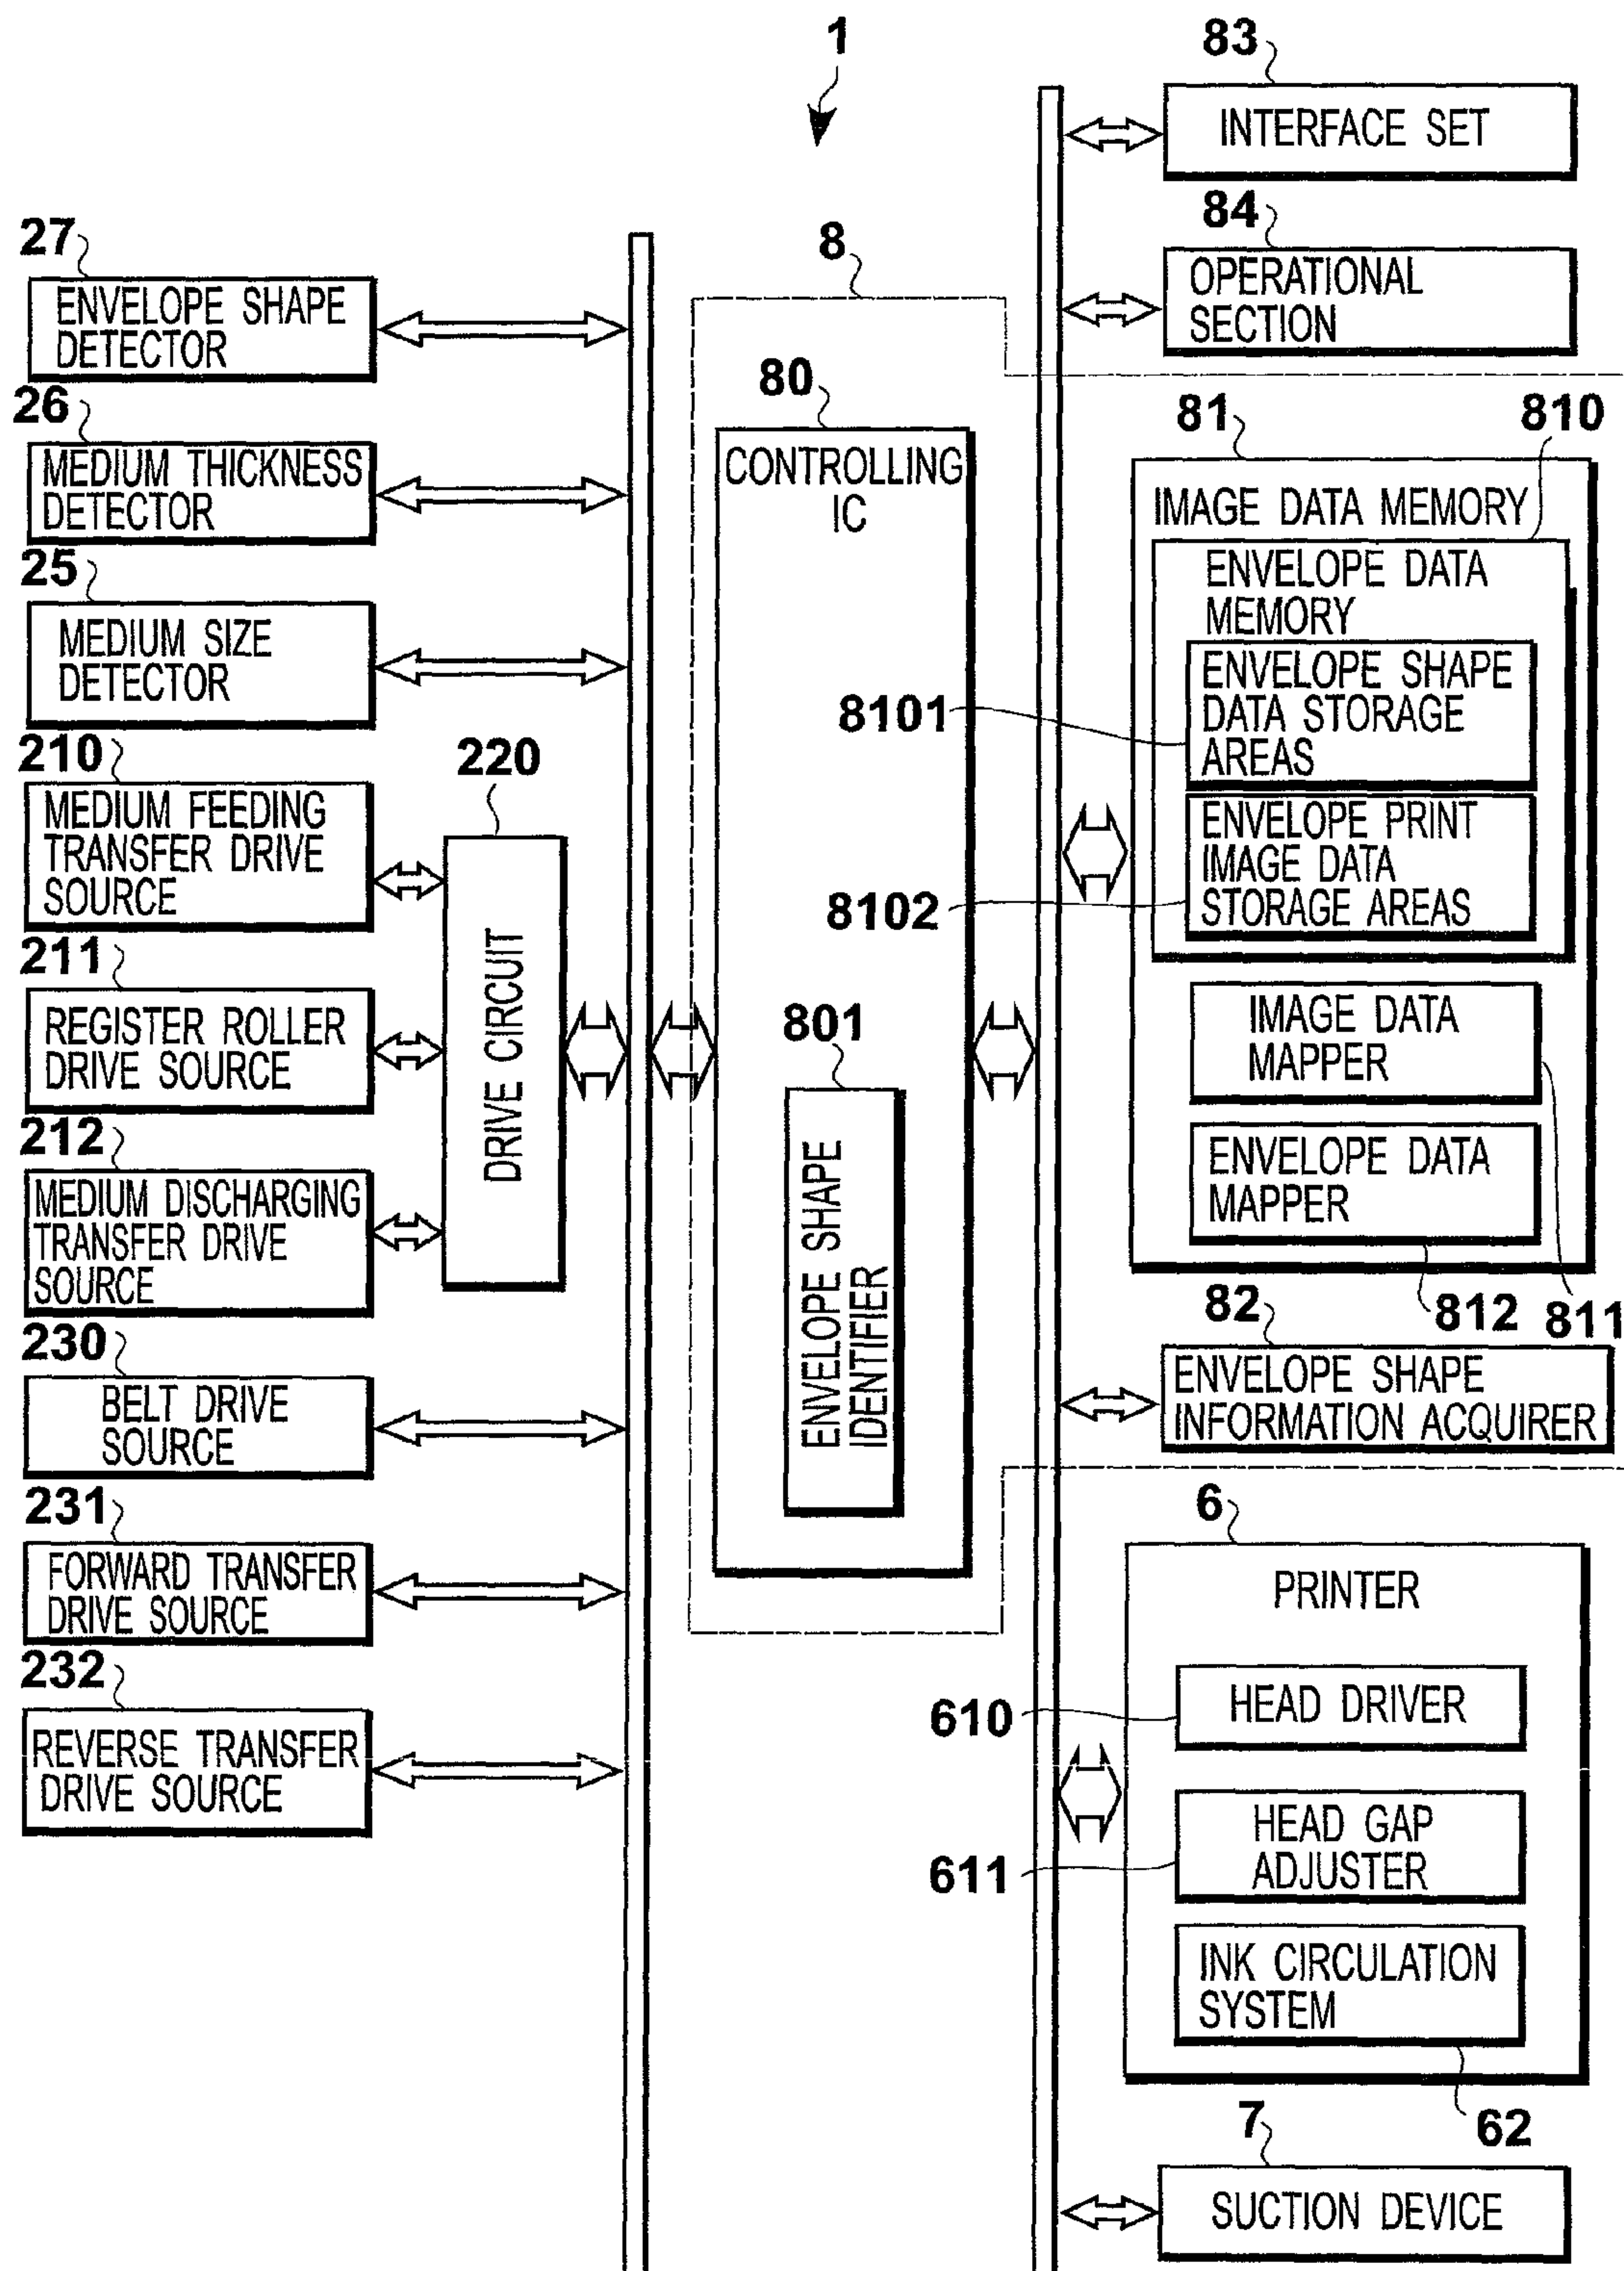 1
83
INTERFACE SET
84
OPERATIONAL
SECTION
27
ENVELOPE SHAPE
DETECTOR
26
MEDIUM THICKNESS
DETECTOR
25
MEDIUM SIZE
DETECTOR
210
MEDIUM FEEDING
TRANSFER DRIVE
SOURCE
211
REGISTER ROLLER
DRIVE SOURCE
212
MEDIUM DISCHARGING
TRANSFER DRIVE
SOURCE
220
DRIVE CIRCUIT
230
BELT DRIVE
SOURCE
231
FORWARD TRANSFER
DRIVE SOURCE
232
REVERSE TRANSFER
DRIVE SOURCE
8
80
CONTROLLING
IC
801
ENVELOPE SHAPE
IDENTIFIER
81
810
IMAGE DATA MEMORY
ENVELOPE DATA
MEMORY
8101
ENVELOPE SHAPE
DATA STORAGE
AREAS
8102
ENVELOPE PRINT
IMAGE DATA
STORAGE AREAS
IMAGE DATA
MAPPER
ENVELOPE DATA
MAPPER
812
811
82
ENVELOPE SHAPE
INFORMATION ACQUIRER
6
PRINTER
610
HEAD DRIVER
611
HEAD GAP
ADJUSTER
INK CIRCULATION
SYSTEM
62
7
SUCTION DEVICE